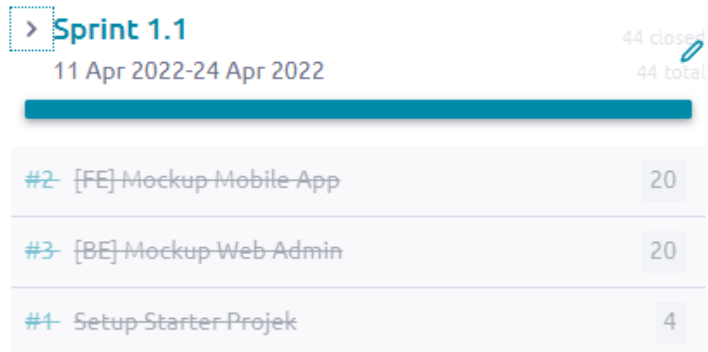 Sprint 1.1
44 closed
11 Apr 2022-24 Apr 2022
44 total
#2 [FE] Mockup Mobile App 20
#3 [BE] Mockup Web Admin 20
#1 Setup Starter Projek 4